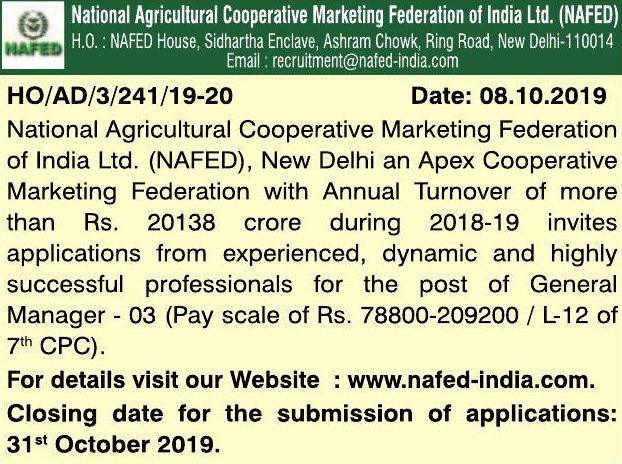 National Agricultural Cooperative Marketing Federation of India Ltd. (NAFED)
H.O. : NAFED House, Sidhartha Enclave, Ashram Chowk, Ring Road, New Delhi-110014
Email : recruitment@nafed-india.com
NAFED
HO/AD/3/241/19-20 Date: 08.10.2019
National Agricultural Cooperative Marketing Federation
of India Ltd. (NAFED), New Delhi an Apex Cooperative
Marketing Federation with Annual Turnover of more
than Rs. 20138 crore during 2018-19 invites
applications from experienced, dynamic and highly
successful professionals for the post of General
Manager - 03 (Pay scale of Rs. 78800-209200 / L-12 of
7th CPC).
For details visit our Website : www.nafed-india.com.
Closing date for the submission of applications:
31st October 2019.